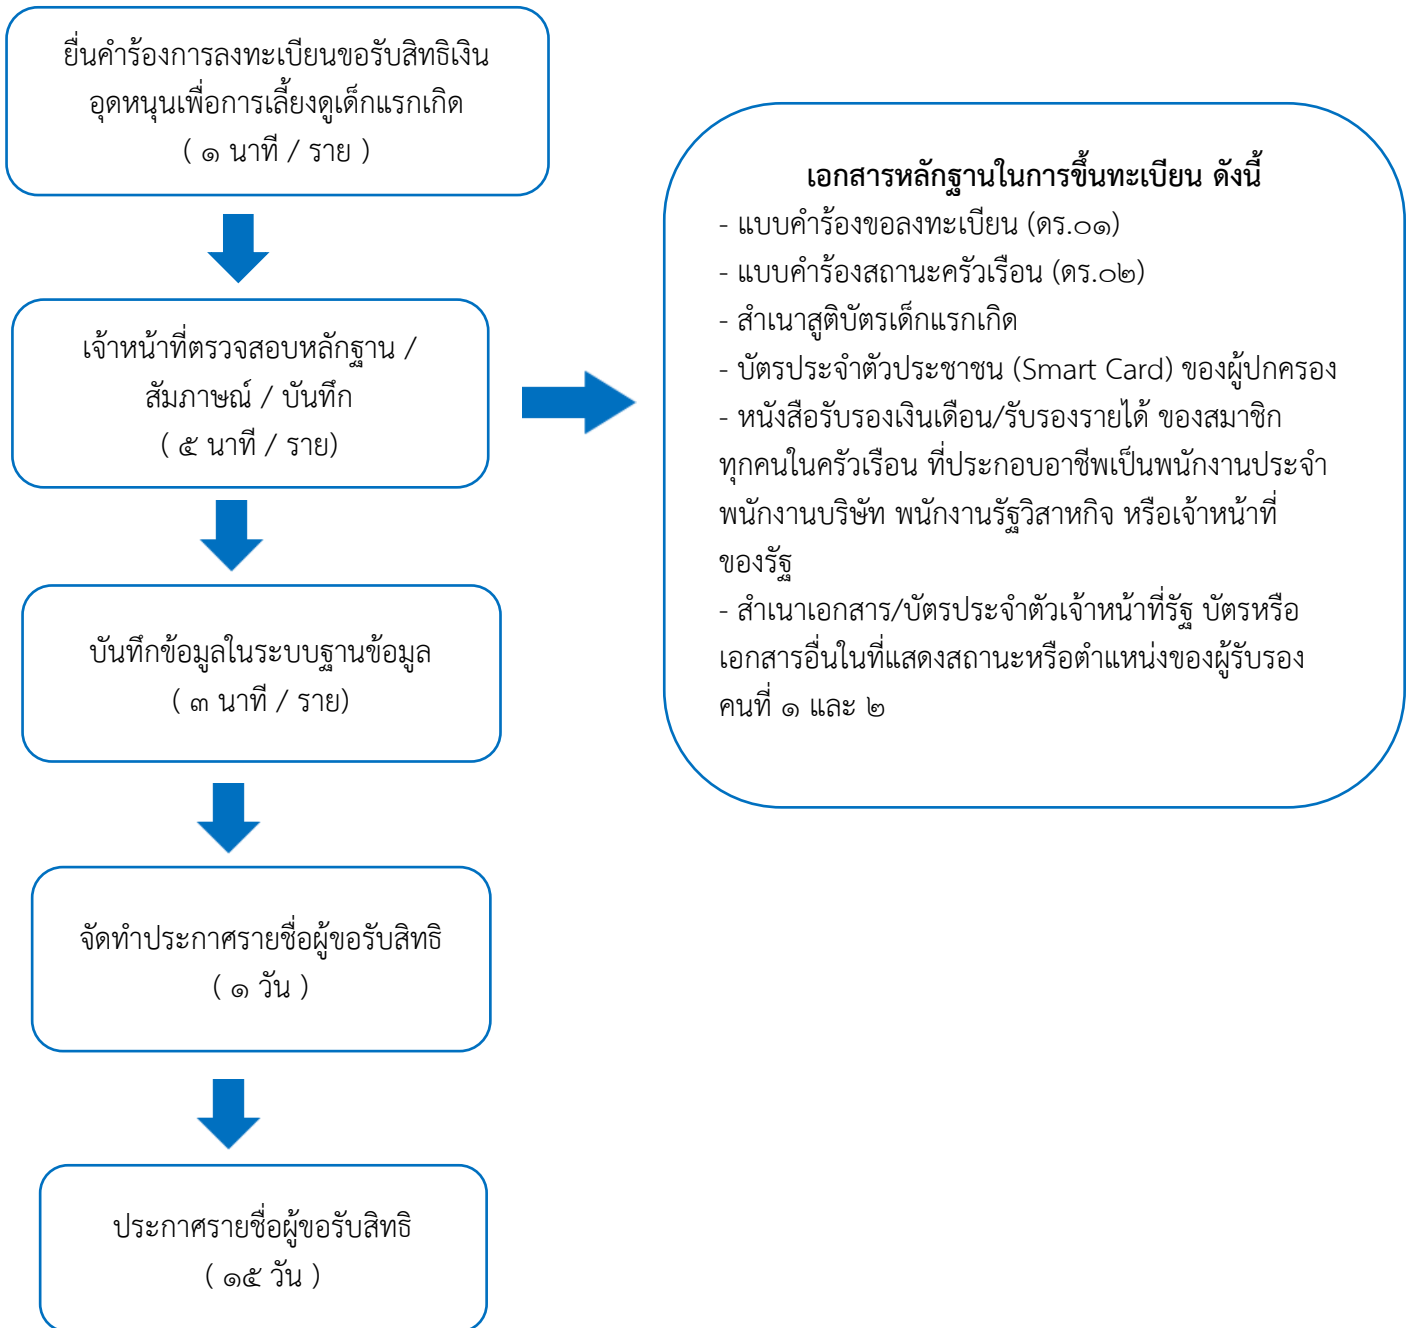 ยื่นคำร้องการลงทะเบียนขอรับสิทธิเงิน
อุดหนุนเพื่อการเลี้ยงดูเด็กแรกเกิด
( ๑ นาที / ราย )
เจ้าหน้าที่ตรวจสอบหลักฐาน /
สัมภาษณ์ / บันทึก
( ๕ นาที / ราย)
เอกสารหลักฐานในการขึ้นทะเบียน ดังนี้
- แบบคำร้องขอลงทะเบียน (ดร.๐๑)
- แบบคำร้องสถานะครัวเรือน (ดร.๐๒)
- สำเนาสูติบัตรเด็กแรกเกิด
- บัตรประจำตัวประชาชน (Smart Card) ของผู้ปกครอง
- หนังสือรับรองเงินเดือน/รับรองรายได้ ของสมาชิก
ทุกคนในครัวเรือน ที่ประกอบอาชีพเป็นพนักงานประจำ
พนักงานบริษัท พนักงานรัฐวิสาหกิจ หรือเจ้าหน้าที่
ของรัฐ
- สำเนาเอกสาร/บัตรประจำตัวเจ้าหน้าที่รัฐ บัตรหรือ
เอกสารอื่นในที่แสดงสถานะหรือตำแหน่งของผู้รับรอง
คนที่ ๑ และ ๒
บันทึกข้อมูลในระบบฐานข้อมูล
( ๓ นาที / ราย)
จัดทำประกาศรายชื่อผู้ขอรับสิทธิ
( ๑ วัน )
ประกาศรายชื่อผู้ขอรับสิทธิ
( ๑๕ วัน )